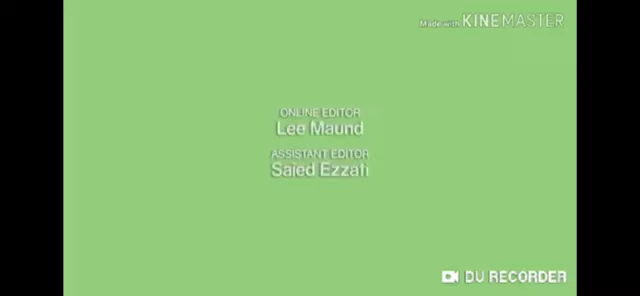 Made with KINEMASTER
ONLINE EDITOR
Lee Maund
ASSISTANT EDITOR
Saied Ezzati
DU RECORDER